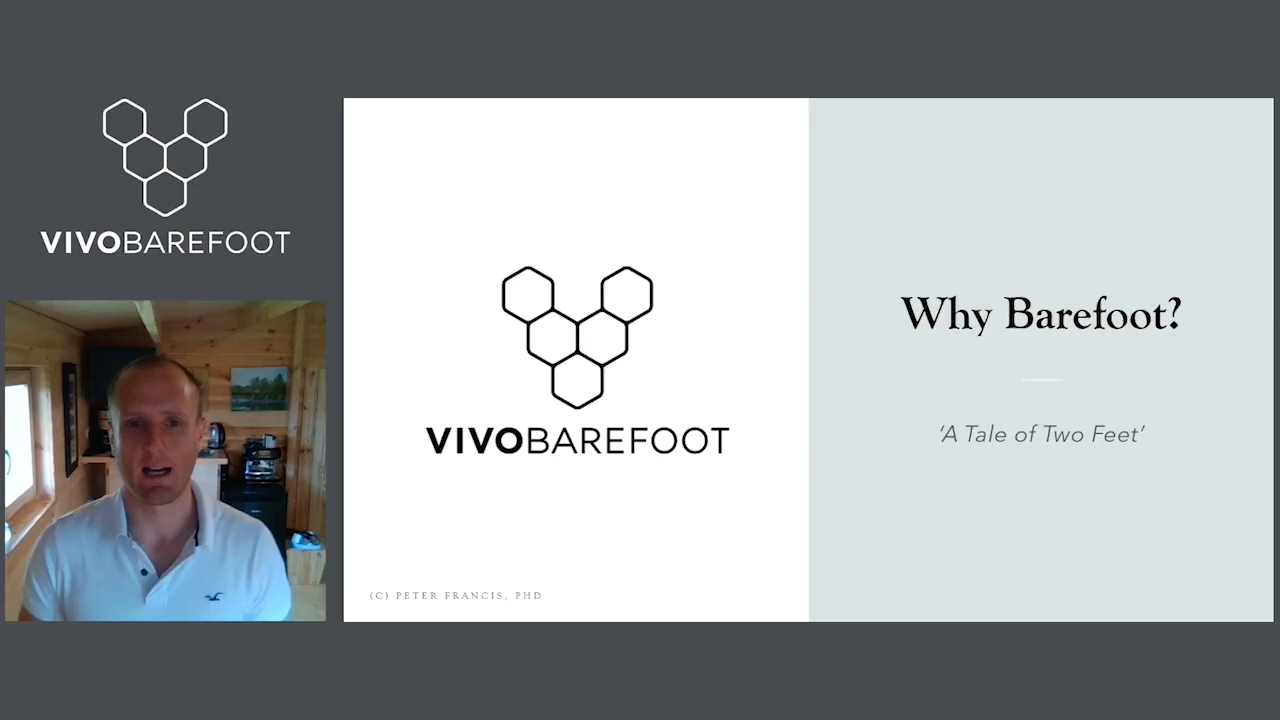 VIVOBAREFOOT
VIVOBAREFOOT
(C) PETER FRANCIS, PHD
Why Barefoot?
‘A Tale of Two Feet’